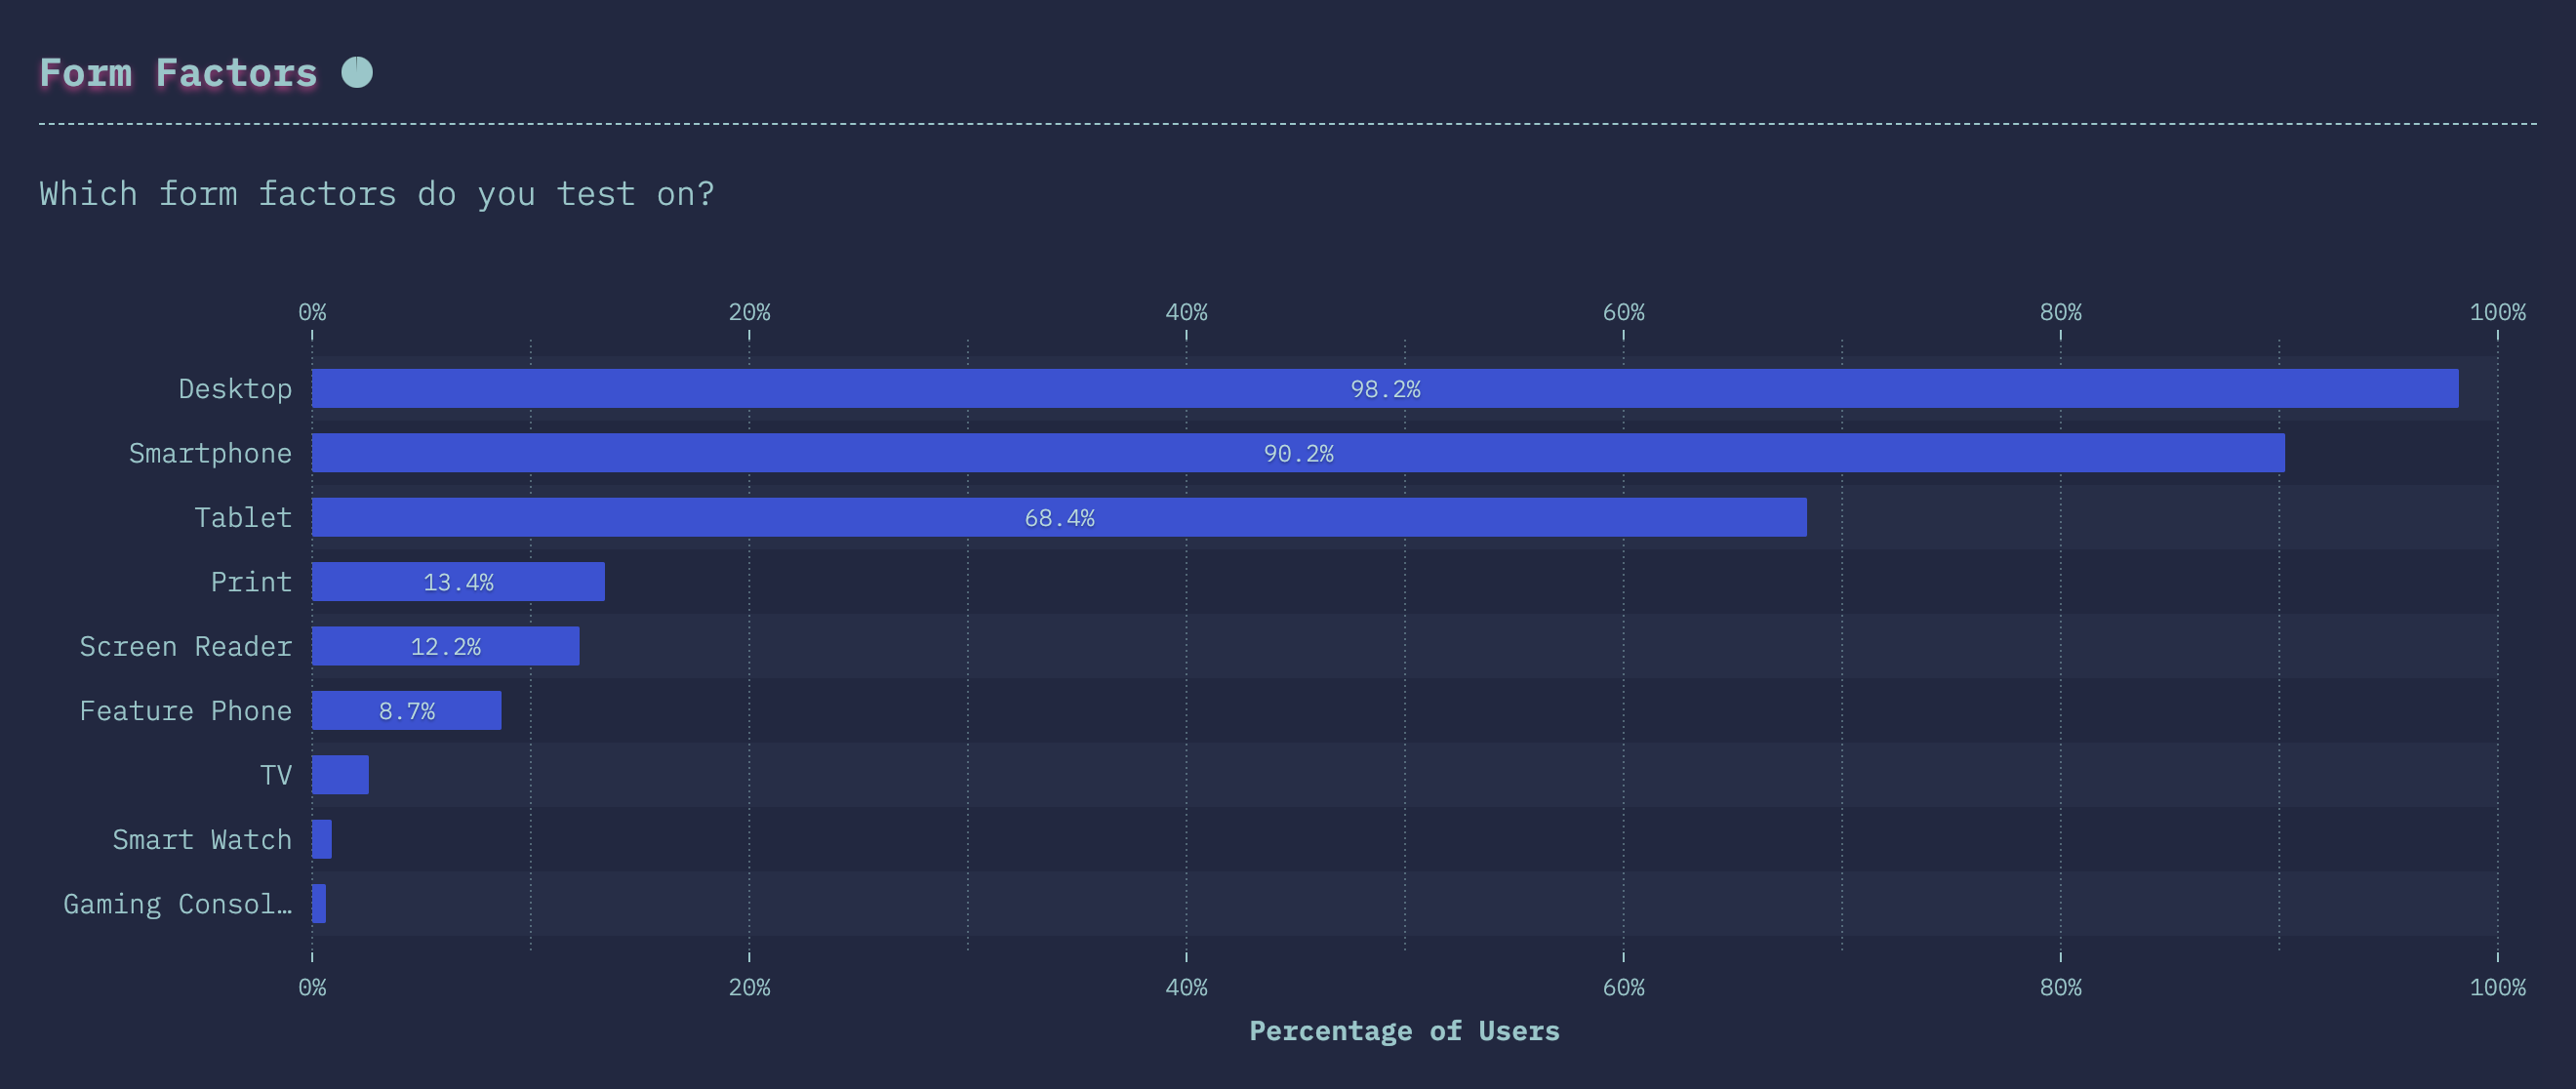 Form Factors
Which form factors do you test on?
0% 20% 40% 60% 80% 100%
Desktop 98.2%
Smartphone 90.2%
Tablet 68.4%
Print 13.4%
Screen Reader 12.2%
Feature Phone 8.7%
TV
Smart Watch
Gaming Consol…
0% 20% 40% 60% 80% 100%
Percentage of Users